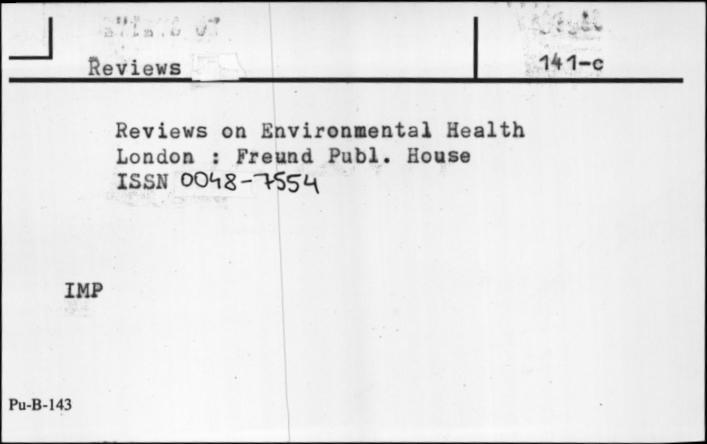 Reviews
141-c
Reviews on Environmental Health
London : Freund Publ. House
ISSN 0048-7554
IMP
Pu-B-143